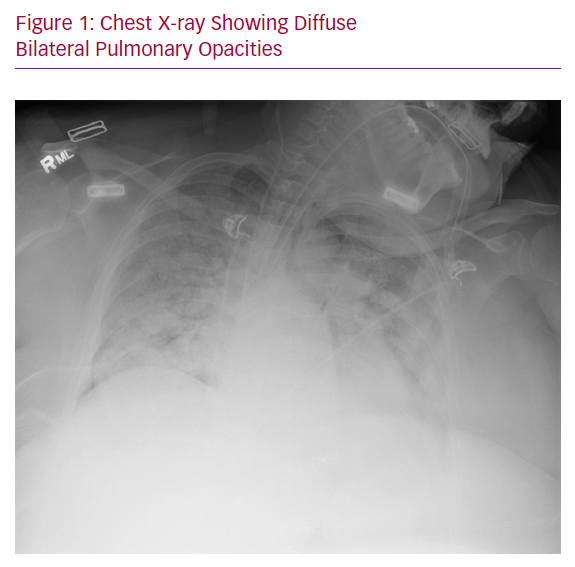 Figure 1: Chest X-ray Showing Diffuse
Bilateral Pulmonary Opacities
R ML